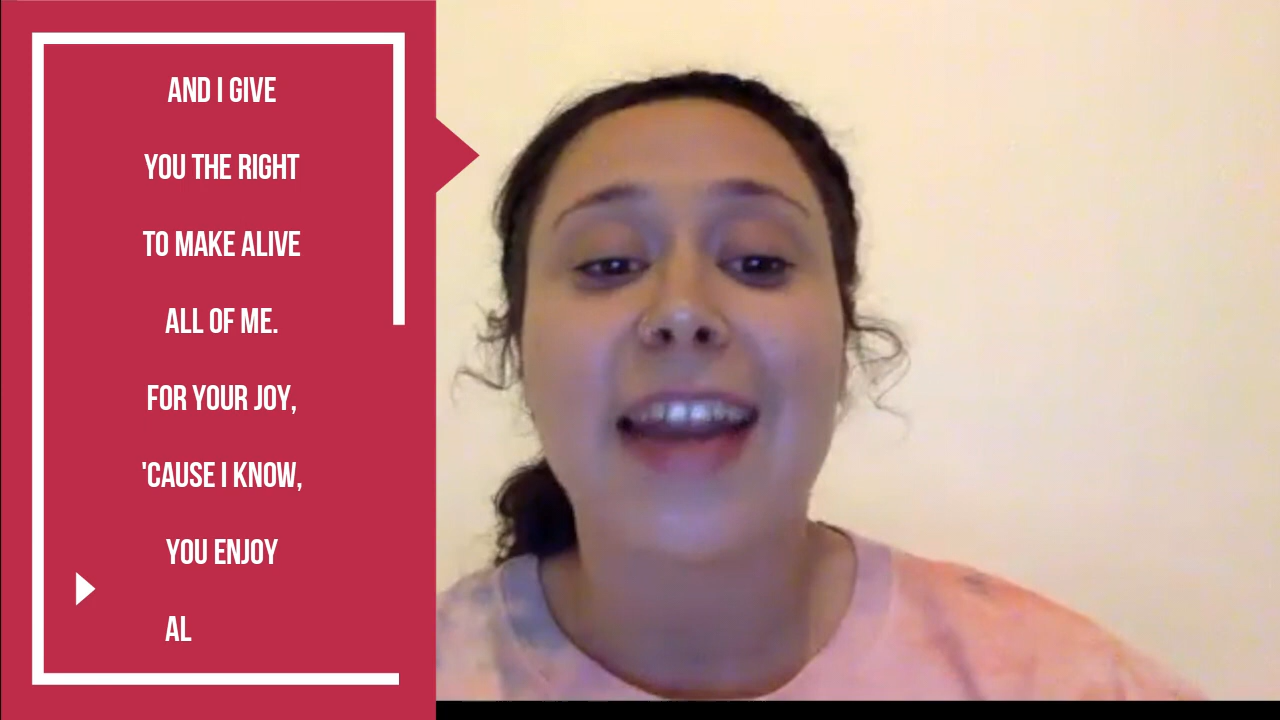 AND I GIVE
YOU THE RIGHT
TO MAKE ALIVE
ALL OF ME.
FOR YOUR JOY,
'CAUSE I KNOW,
YOU ENJOY
AL